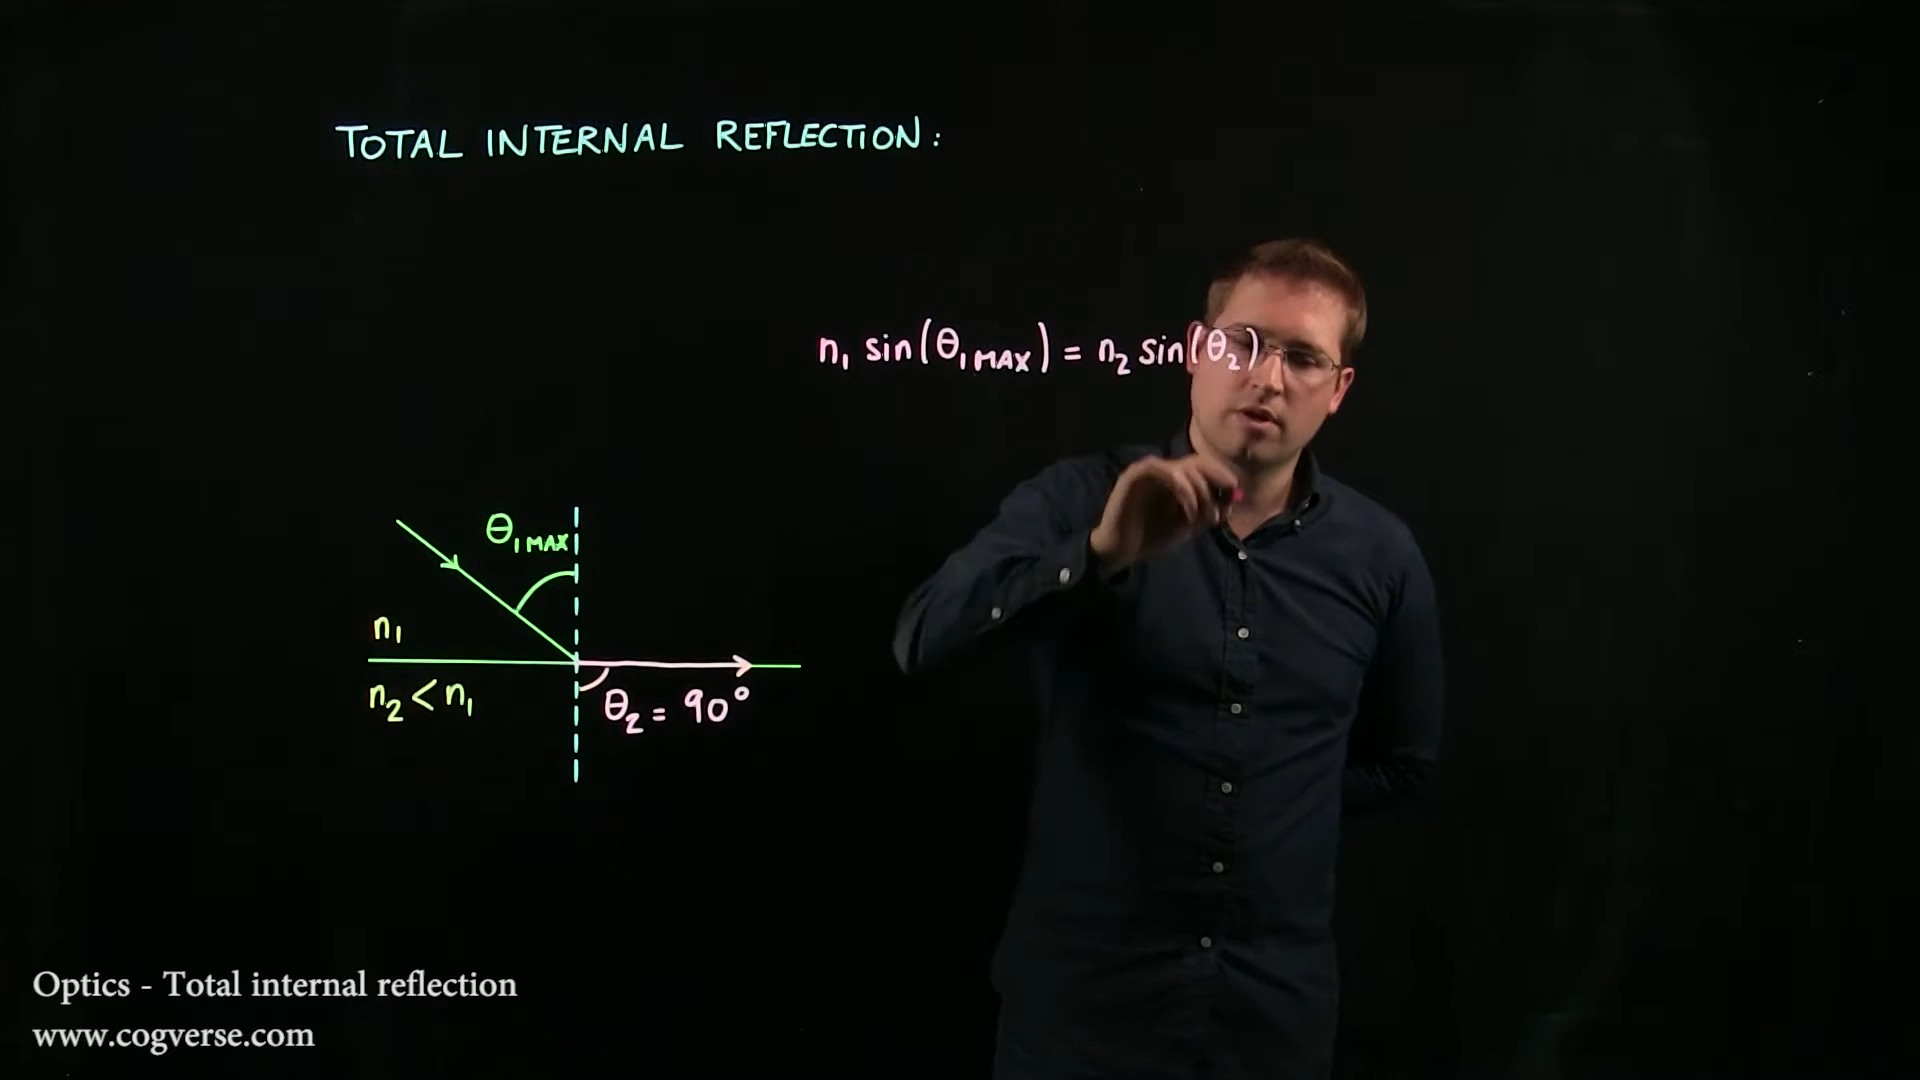 TOTAL INTERNAL REFLECTION:
n₁ sin(θ₁ MAX) = n₂ sin(θ₂)
θ₁ MAX
n₁
n₂ < n₁
θ₂ = 90°
Optics - Total internal reflection
www.cogverse.com